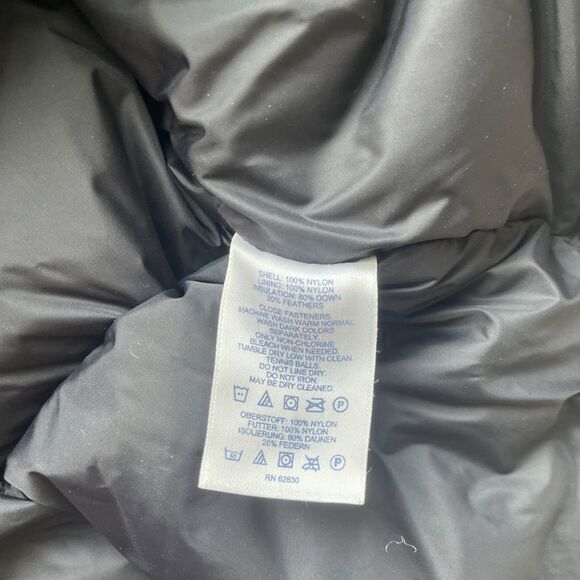 SHELL: 100% NYLON
LINING: 100% NYLON
INSULATION: 80% DOWN
20% FEATHERS
CLOSE FASTENERS.
MACHINE WASH WARM NORMAL.
WASH DARK COLORS
SEPARATELY.
ONLY NON-CHLORINE
BLEACH WHEN NEEDED.
TUMBLE DRY LOW WITH CLEAN
TENNIS BALLS.
DO NOT LINE DRY.
DO NOT IRON.
MAY BE DRY CLEANED.
P
OBERSTOFF: 100% NYLON
FUTTER: 100% NYLON
ISOLIERUNG: 80% DAUNEN
20% FEDERN
P
RN 62830